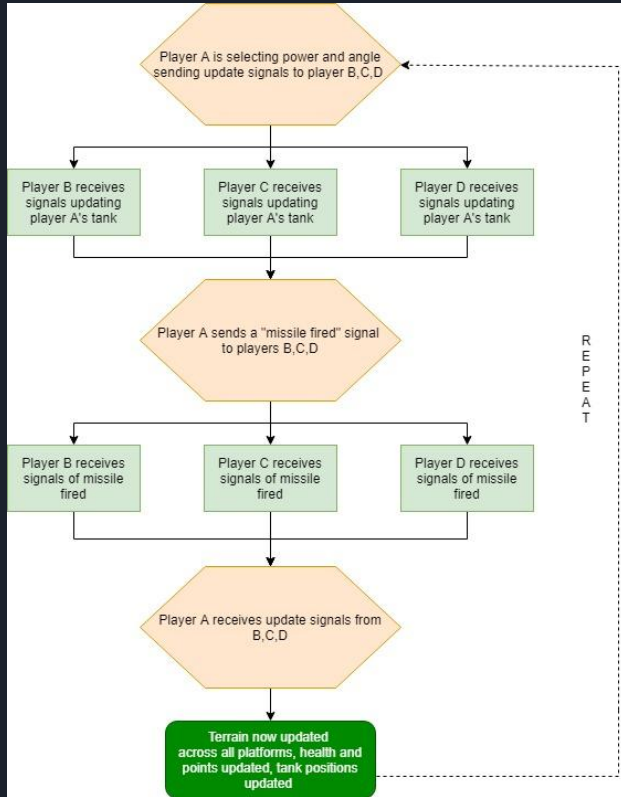 Player A is selecting power and angle
sending update signals to player B,C,D
Player B receives
signals updating
player A's tank
Player C receives
signals updating
player A's tank
Player D receives
signals updating
player A's tank
Player A sends a "missile fired" signal
to players B,C,D
R
E
P
E
A
T
Player B receives
signals of missile
fired
Player C receives
signals of missile
fired
Player D receives
signals of missile
fired
Player A receives update signals from
B,C,D
Terrain now updated
across all platforms, health and
points updated, tank positions
updated